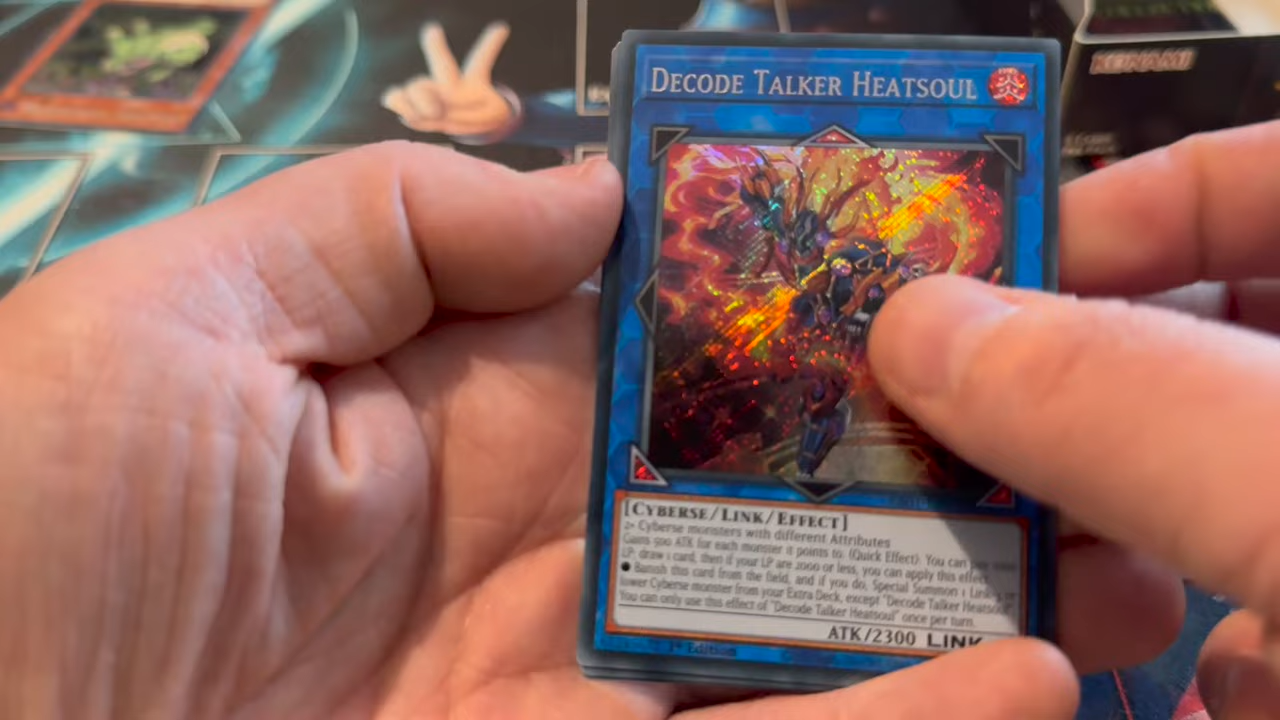 KONAMI
DECODE TALKER HEATSOUL
[CYBERSE/LINK/EFFECT]
2+ Cyberse monsters with different Attributes
Gains 500 ATK for each monster it points to. (Quick Effect): You can
LP; draw 1 card, then if your LP are 2000 or less, you can apply this effect.
● Banish this card from the field, and if you do, Special Summon 1 Link-3 or
lower Cyberse monster from your Extra Deck, except "Decode Talker Heatsoul".
You can only use this effect of "Decode Talker Heatsoul" once per turn.
ATK/2300 LINK
1st Edition